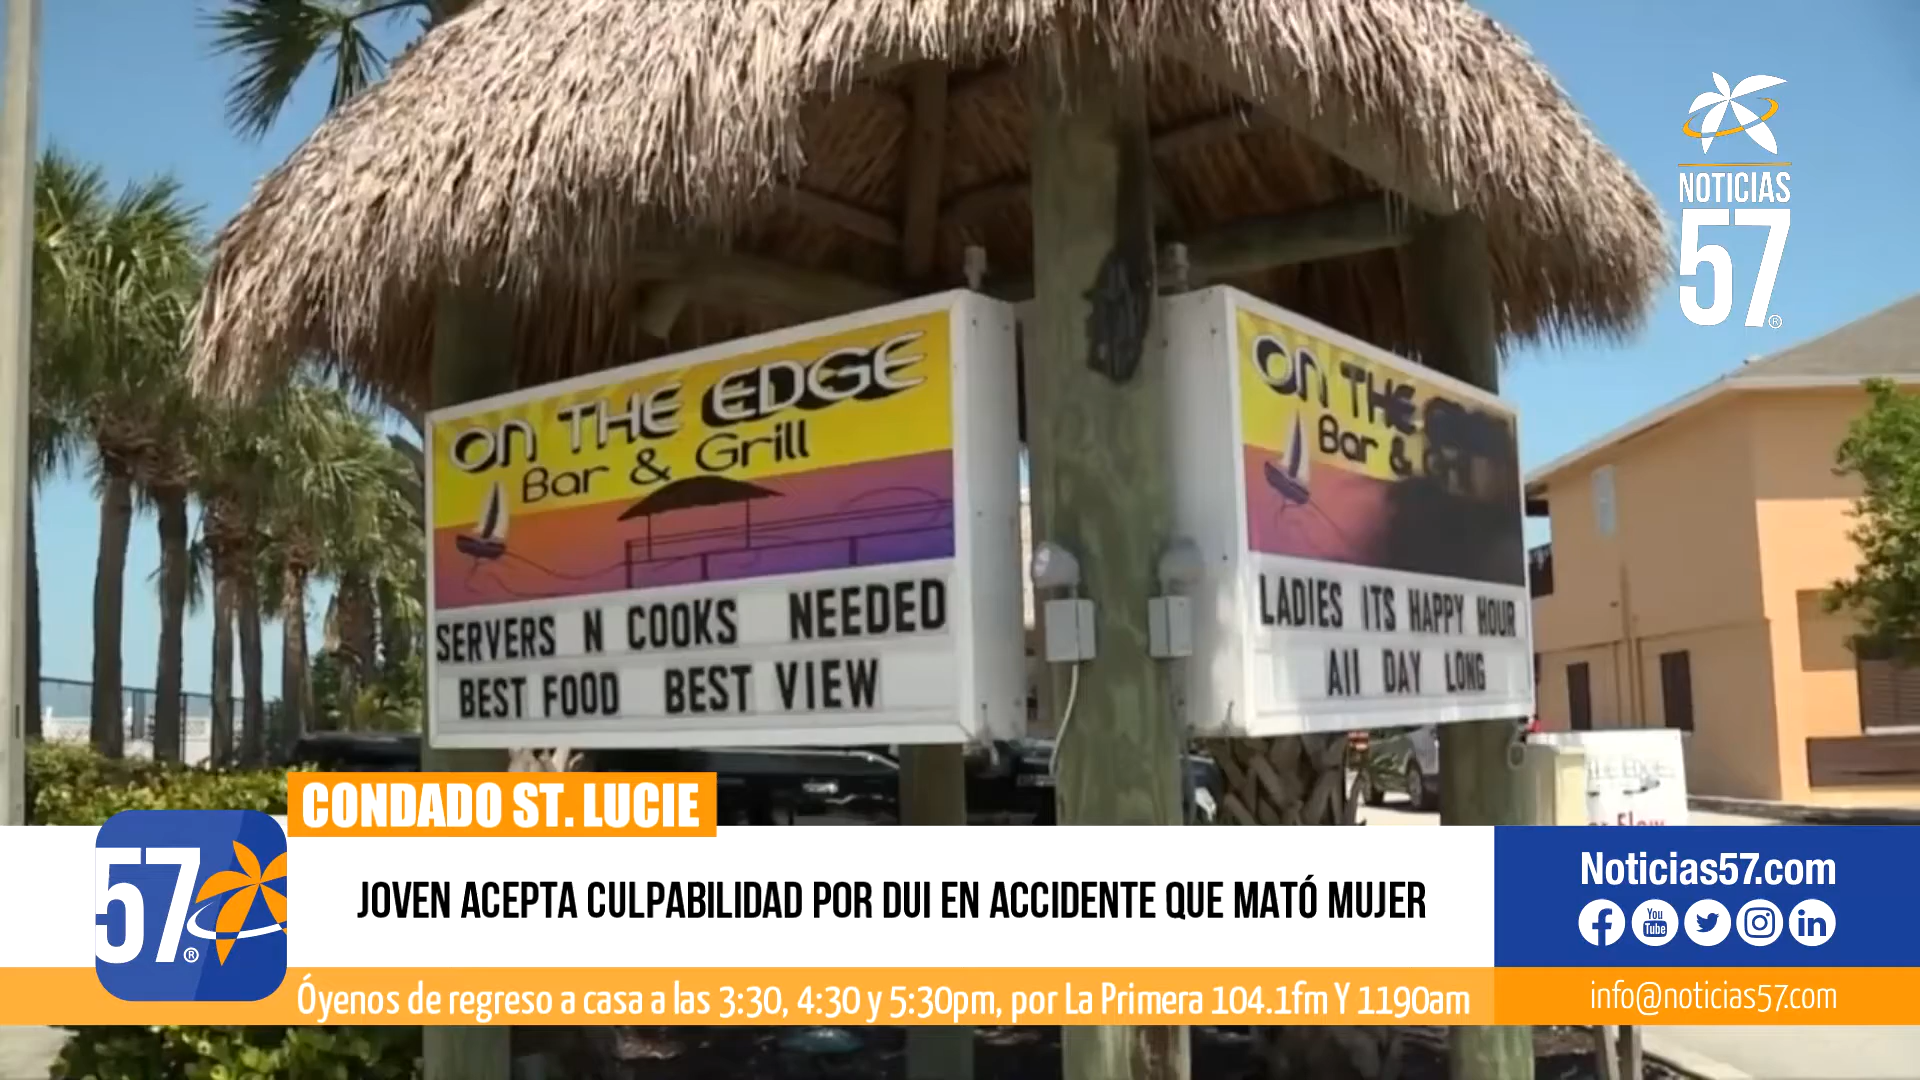 NOTICIAS
57
ON THE EDGE
Bar & Grill
SERVERS N COOKS NEEDED
BEST FOOD BEST VIEW
ON THE
Bar &
LADIES ITS HAPPY HOUR
All DAY LONG
CONDADO ST. LUCIE
57
JOVEN ACEPTA CULPABILIDAD POR DUI EN ACCIDENTE QUE MATÓ MUJER
Noticias57.com
You
Tube
Óyenos de regreso a casa a las 3:30, 4:30 y 5:30pm, por La Primera 104.1fm Y 1190am
info@noticias57.com